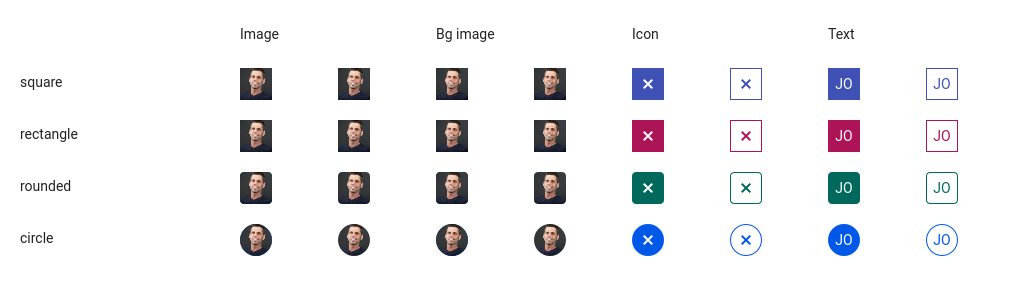 Image Bg image Icon Text
square JO JO
rectangle JO JO
rounded JO JO
circle JO JO